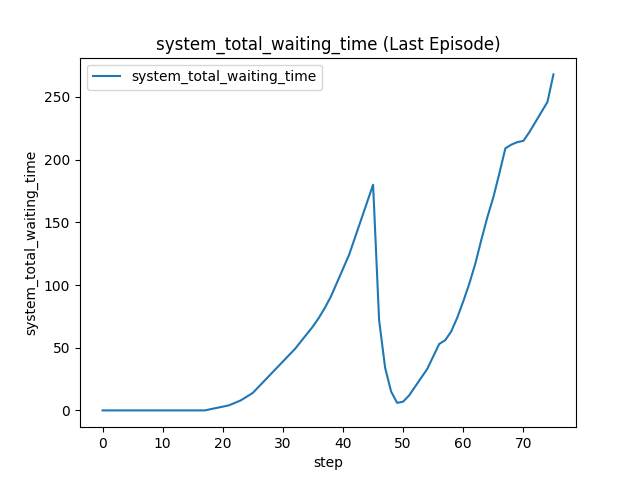 system_total_waiting_time (Last Episode)
system_total_waiting_time
250
200
150
100
50
0
system_total_waiting_time
0 10 20 30 40 50 60 70
step